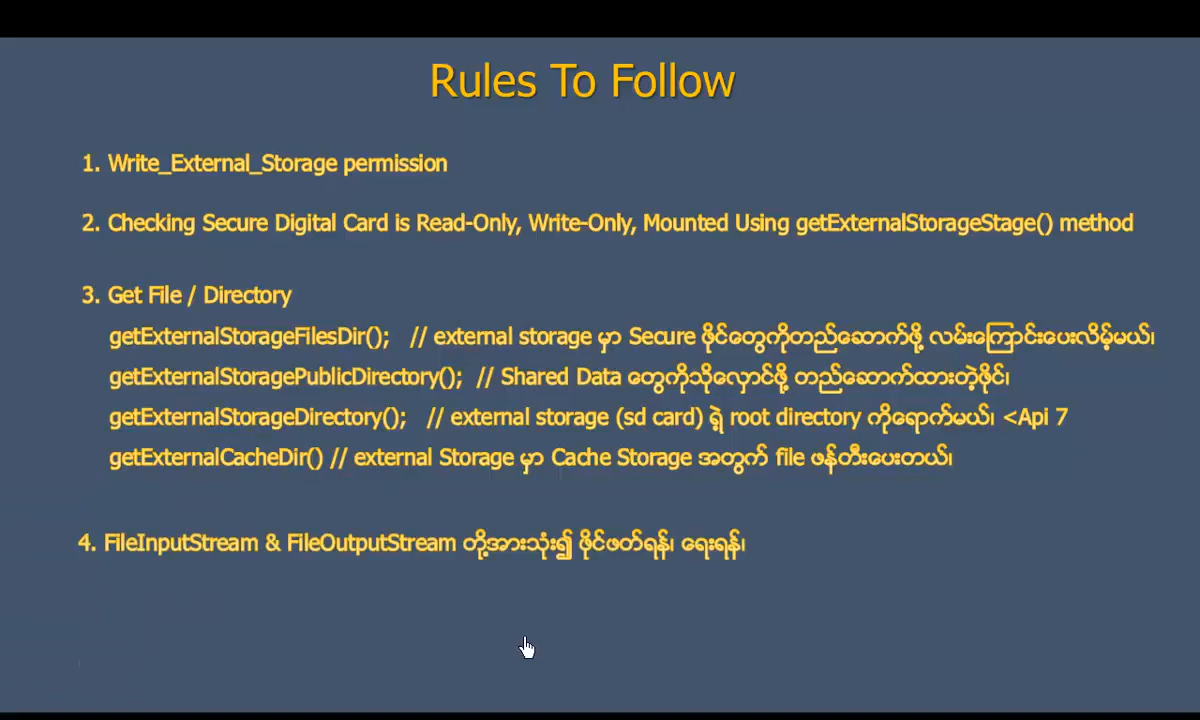 Rules To Follow
1. Write_External_Storage permission
2. Checking Secure Digital Card is Read-Only, Write-Only, Mounted Using getExternalStorageStage() method
3. Get File / Directory
getExternalStorageFilesDir(); // external storage မှာ Secure ဖိုင်တွေကိုတည်ဆောက်ဖို့ လမ်းကြောင်းပေးလိမ့်မယ်၊
getExternalStoragePublicDirectory(); // Shared Data တွေကိုသိုလှောင်ဖို့ တည်ဆောက်ထားတဲ့ဖိုင်၊
getExternalStorageDirectory(); // external storage (sd card) ရဲ့ root directory ကိုရောက်မယ်၊ <Api 7
getExternalCacheDir() // external Storage မှာ Cache Storage အတွက် file ဖန်တီးပေးတယ်၊
4. FileInputStream & FileOutputStream တို့အားသုံး၍ ဖိုင်ဖတ်ရန်၊ ရေးရန်၊